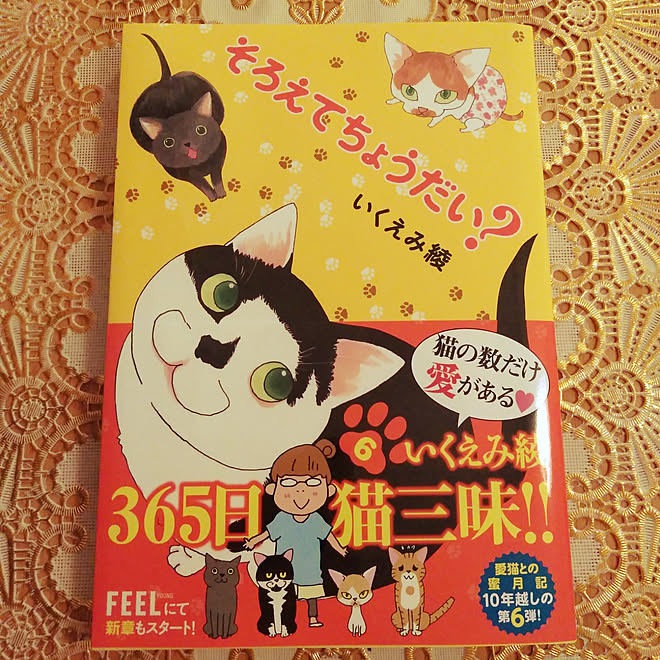 そろえてちょうだい?
いくえみ綾
猫の数だけ
愛がある♥
6
いくえみ綾
365日 猫三昧!!
FEEL YOUNG にて
新章もスタート!
愛猫との
蜜月記
10年越しの
第6弾!